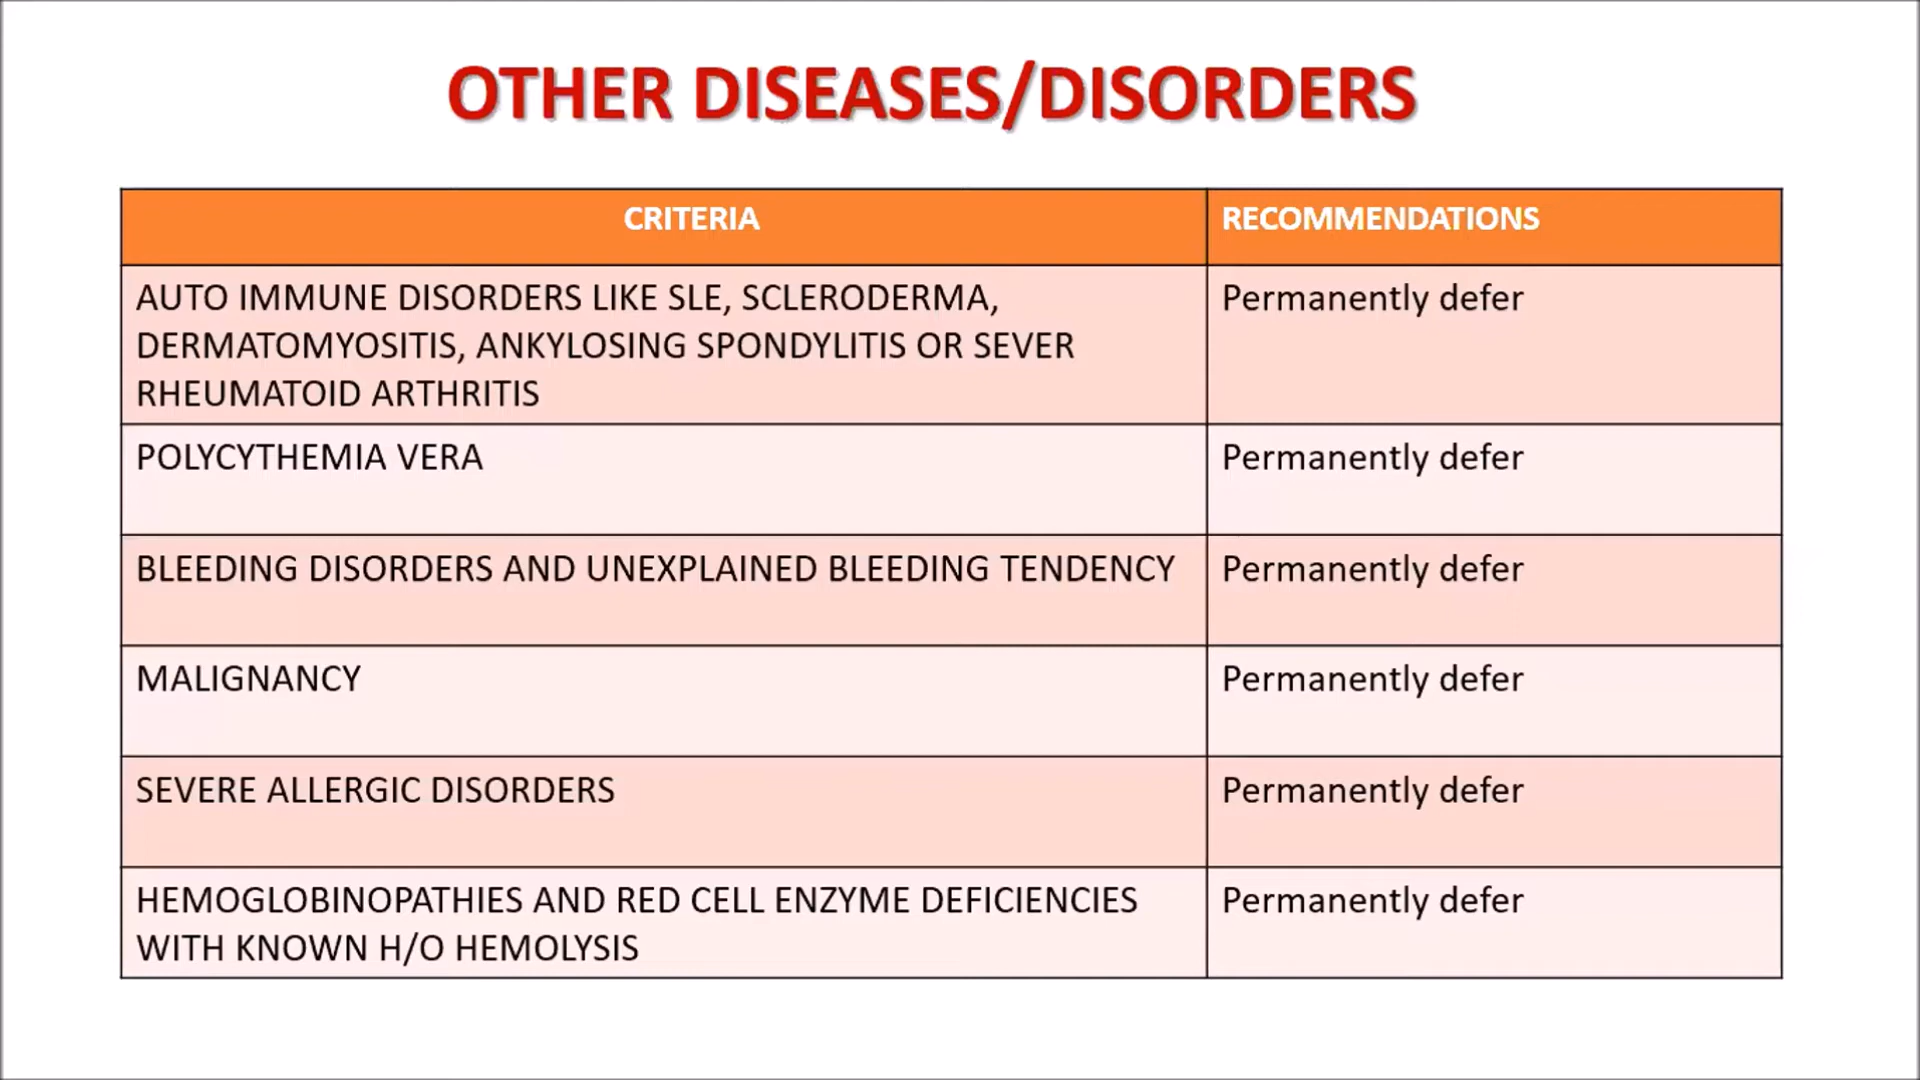 OTHER DISEASES/DISORDERS
CRITERIA
RECOMMENDATIONS
AUTO IMMUNE DISORDERS LIKE SLE, SCLERODERMA,
DERMATOMYOSITIS, ANKYLOSING SPONDYLITIS OR SEVER
RHEUMATOID ARTHRITIS
Permanently defer
POLYCYTHEMIA VERA
Permanently defer
BLEEDING DISORDERS AND UNEXPLAINED BLEEDING TENDENCY
Permanently defer
MALIGNANCY
Permanently defer
SEVERE ALLERGIC DISORDERS
Permanently defer
HEMOGLOBINOPATHIES AND RED CELL ENZYME DEFICIENCIES
WITH KNOWN H/O HEMOLYSIS
Permanently defer